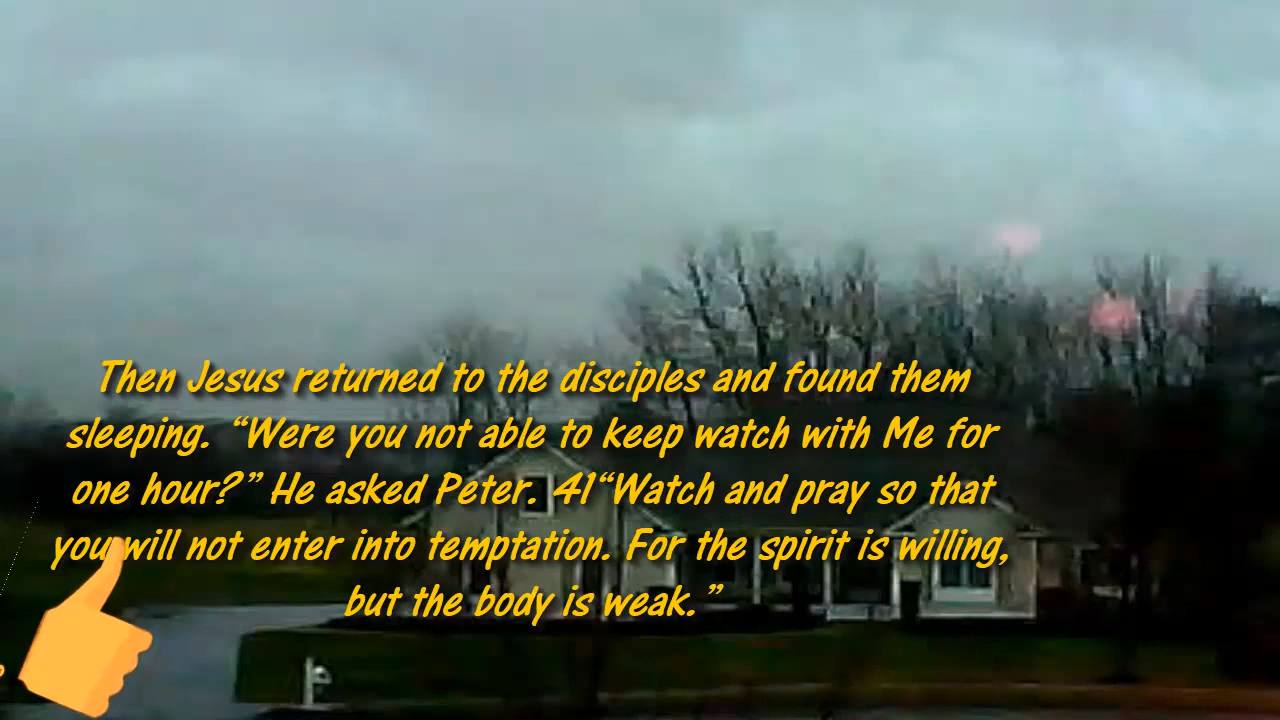 Then Jesus returned to the disciples and found them
sleeping. “Were you not able to keep watch with Me for
one hour?” He asked Peter. 41“Watch and pray so that
you will not enter into temptation. For the spirit is willing,
but the body is weak.”